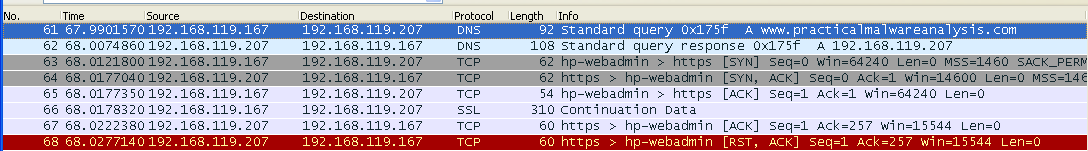 No. Time Source Destination Protocol Length Info
61 67.9901570 192.168.119.167 192.168.119.207 DNS 92 Standard query 0x175f A www.practicalmalwareanalysis.com
62 68.0074860 192.168.119.207 192.168.119.167 DNS 108 Standard query response 0x175f A 192.168.119.207
63 68.0121800 192.168.119.167 192.168.119.207 TCP 62 hp-webadmin > https [SYN] Seq=0 Win=64240 Len=0 MSS=1460 SACK_PERM
64 68.0177040 192.168.119.207 192.168.119.167 TCP 62 https > hp-webadmin [SYN, ACK] Seq=0 Ack=1 Win=14600 Len=0 MSS=146
65 68.0177350 192.168.119.167 192.168.119.207 TCP 54 hp-webadmin > https [ACK] Seq=1 Ack=1 Win=64240 Len=0
66 68.0178320 192.168.119.167 192.168.119.207 SSL 310 Continuation Data
67 68.0222380 192.168.119.207 192.168.119.167 TCP 60 https > hp-webadmin [ACK] Seq=1 Ack=257 Win=15544 Len=0
68 68.0277140 192.168.119.207 192.168.119.167 TCP 60 https > hp-webadmin [RST, ACK] Seq=1 Ack=257 Win=15544 Len=0